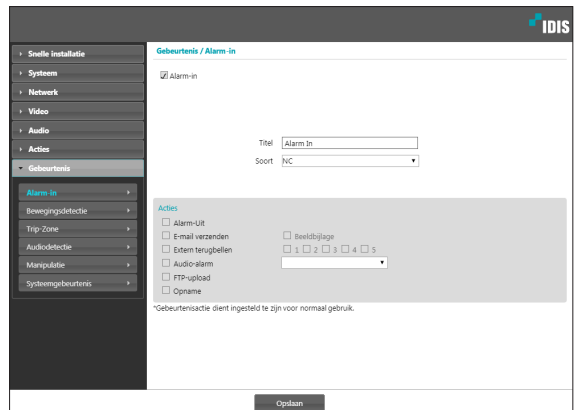 IDIS
Snelle installatie
Systeem
Netwerk
Video
Audio
Acties
Gebeurtenis
Alarm-in
Bewegingsdetectie
Trip-Zone
Audiodetectie
Manipulatie
Systeemgebeurtenis
Gebeurtenis / Alarm-in
Alarm-in
Titel Alarm In
Soort NC
Acties
Alarm-Uit
E-mail verzenden Beeldbijlage
Extern terugbellen 1 2 3 4 5
Audio-alarm
FTP-upload
Opname
*Gebeurtenisactie dient ingesteld te zijn voor normaal gebruik.
Opslaan